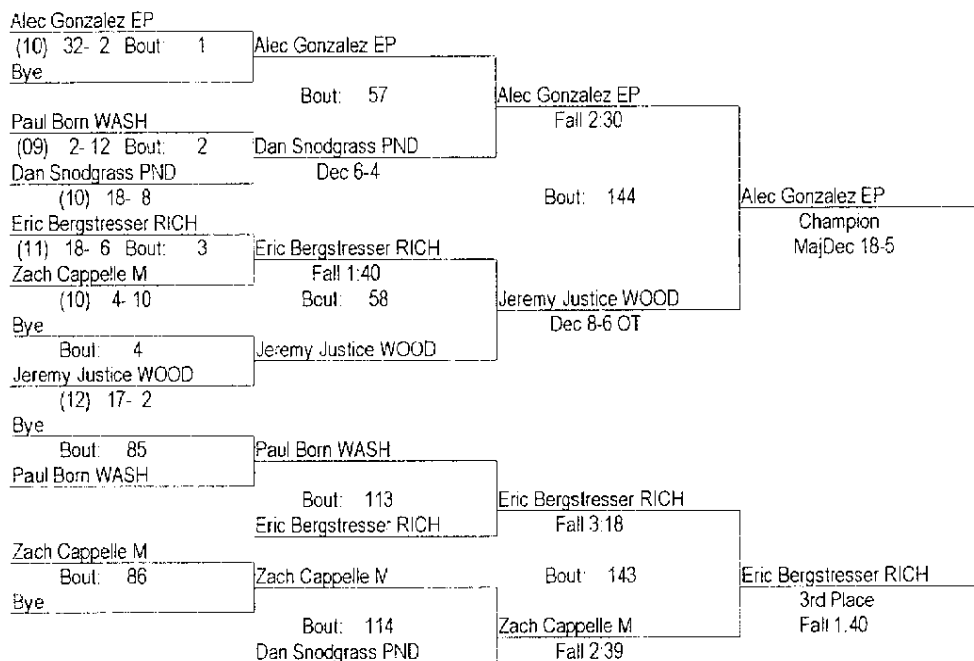 Alec Gonzalez EP
(10) 32- 2 Bout: 1
Bye
Alec Gonzalez EP
Bout: 57
Paul Born WASH
(09) 2- 12 Bout: 2
Dan Snodgrass PND
(10) 18- 8
Dan Snodgrass PND
Dec 6-4
Alec Gonzalez EP
Fall 2:30
Bout: 144
Eric Bergstresser RICH
(11) 18- 6 Bout: 3
Zach Cappelle M
(10) 4- 10
Eric Bergstresser RICH
Fall 1:40
Bout: 58
Bye
Bout: 4
Jeremy Justice WOOD
(12) 17- 2
Jeremy Justice WOOD
Jeremy Justice WOOD
Dec 8-6 OT
Alec Gonzalez EP
Champion
MajDec 18-5
Bye
Bout: 85
Paul Born WASH
Paul Born WASH
Bout: 113
Eric Bergstresser RICH
Eric Bergstresser RICH
Fall 3:18
Bout: 143
Zach Cappelle M
Bout: 86
Bye
Zach Cappelle M
Bout: 114
Dan Snodgrass PND
Zach Cappelle M
Fall 2:39
Eric Bergstresser RICH
3rd Place
Fall 1.40